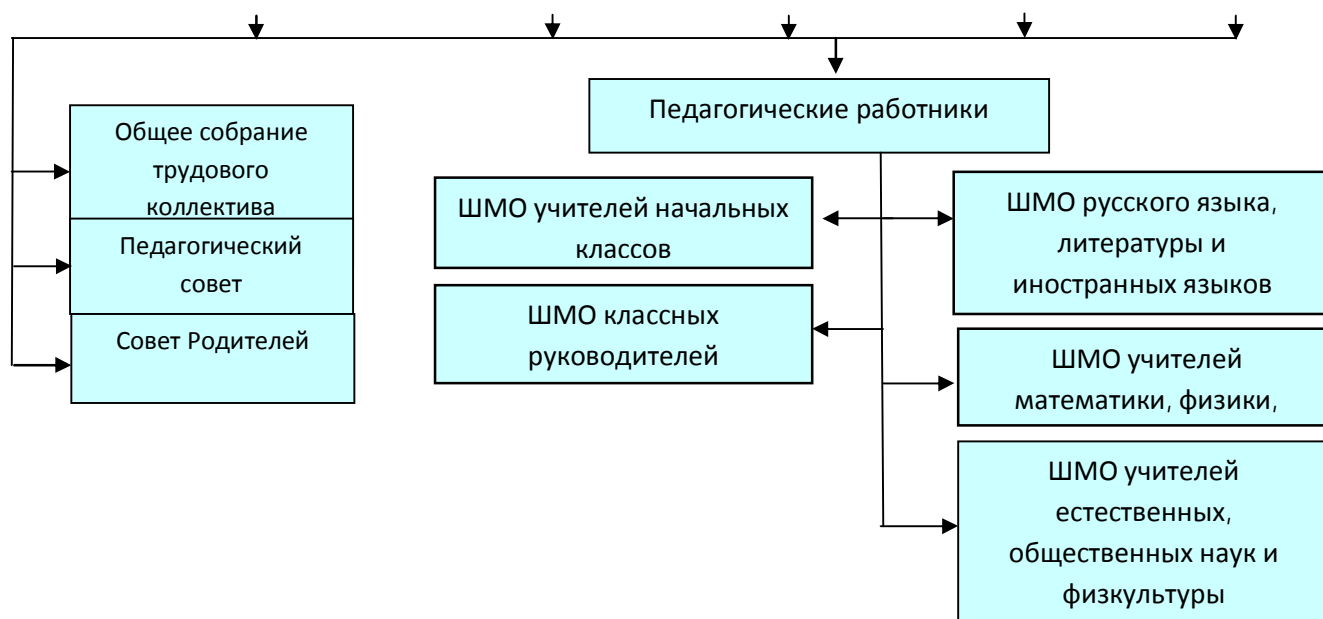 Педагогические работники
Общее собрание
трудового
коллектива
Педагогический
совет
Совет Родителей
ШМО учителей начальных
классов
ШМО классных
руководителей
ШМО русского языка,
литературы и
иностранных языков
ШМО учителей
математики, физики,
ШМО учителей
естественных,
общественных наук и
физкультуры